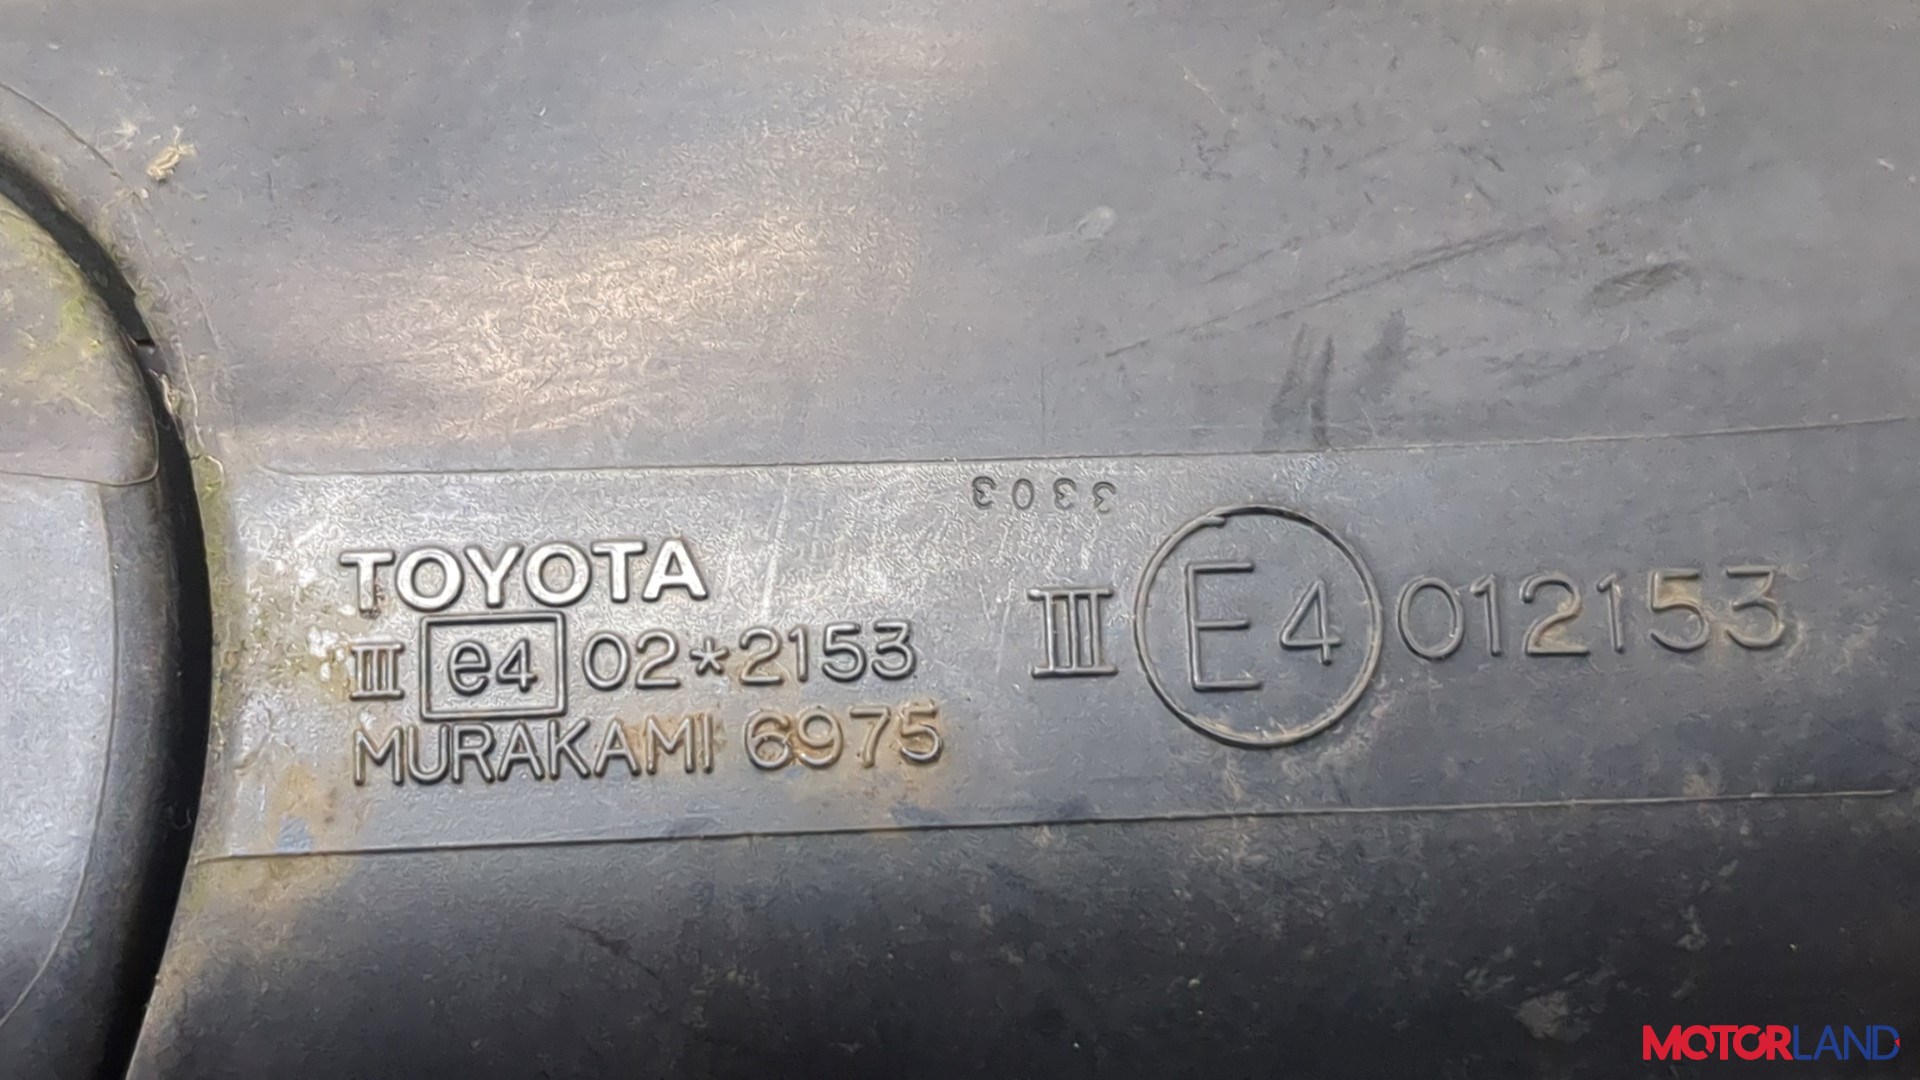 3303
TOYOTA
III e4 02*2153
III E4 012153
MURAKAMI 6975
MOTORLAND